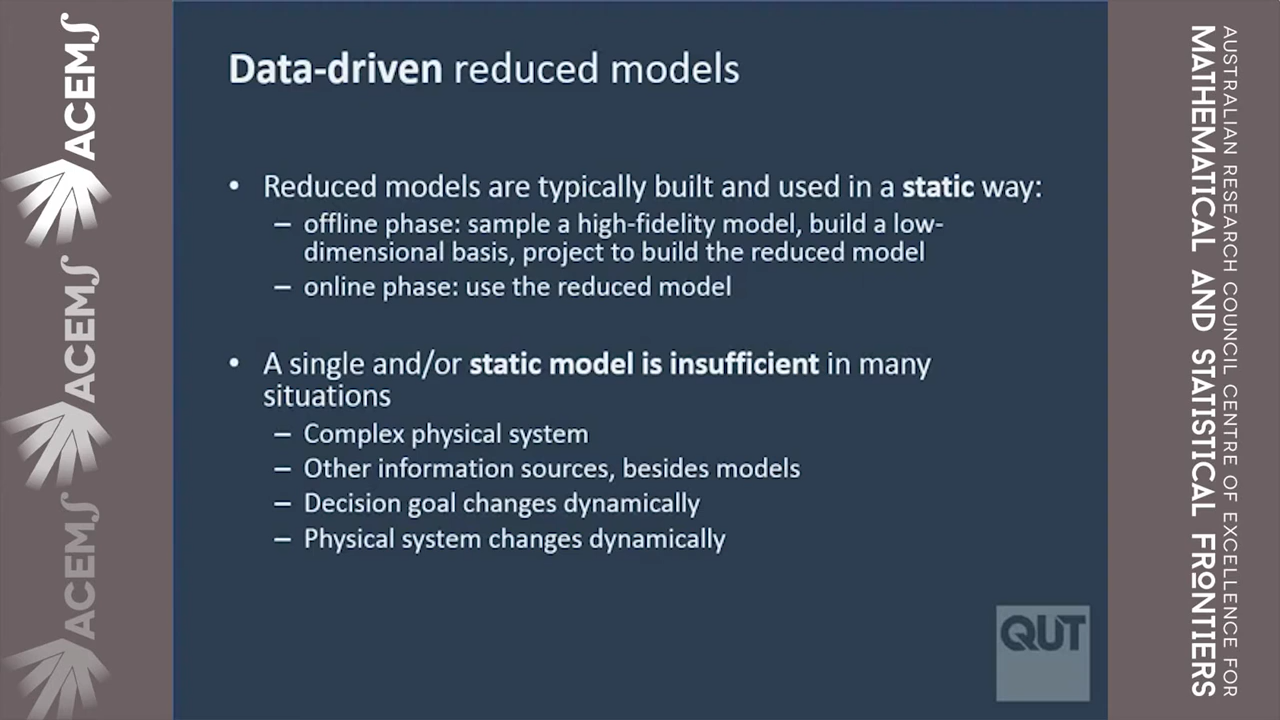 Data-driven reduced models
• Reduced models are typically built and used in a static way:
– offline phase: sample a high-fidelity model, build a low-
dimensional basis, project to build the reduced model
– online phase: use the reduced model
• A single and/or static model is insufficient in many
situations
– Complex physical system
– Other information sources, besides models
– Decision goal changes dynamically
– Physical system changes dynamically
QUT
ACEMS
ACEMS
ACEMS
AUSTRALIAN RESEARCH COUNCIL CENTRE OF EXCELLENCE FOR
MATHEMATICAL AND STATISTICAL FRONTIERS